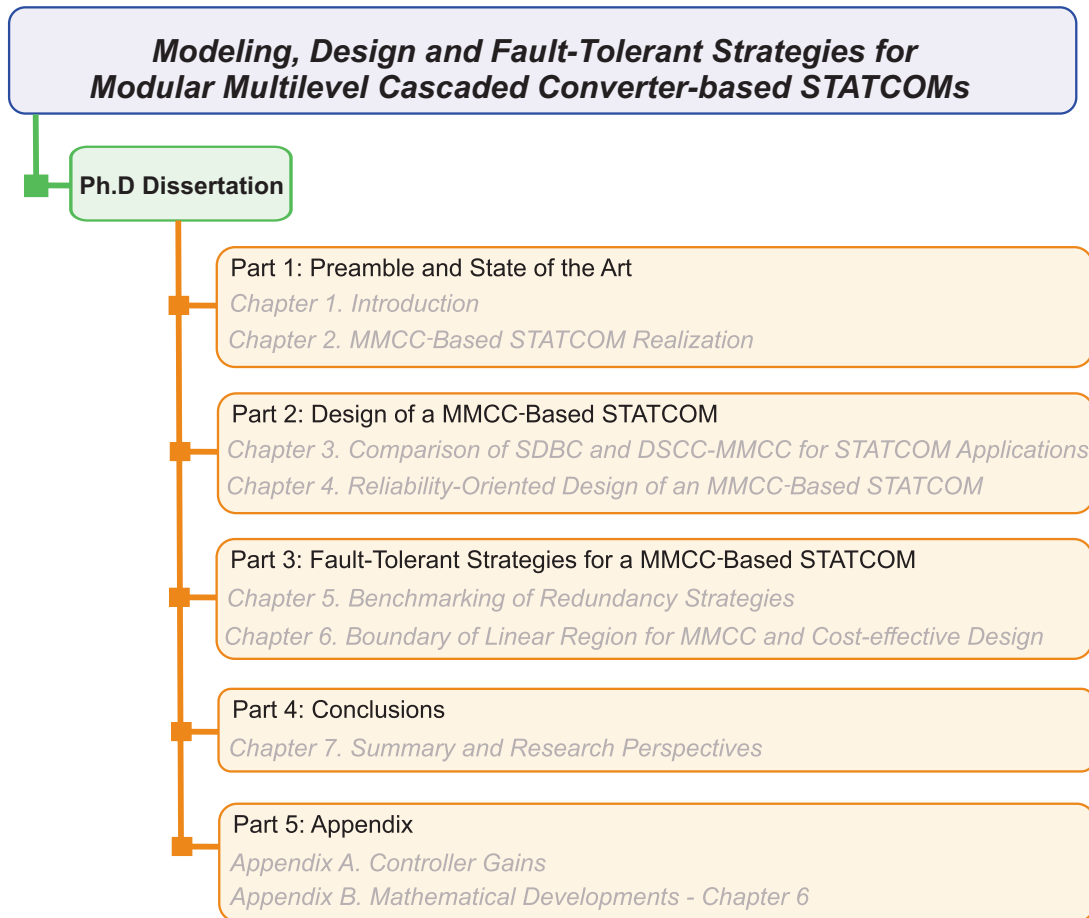 Modeling, Design and Fault-Tolerant Strategies for
Modular Multilevel Cascaded Converter-based STATCOMs
Ph.D Dissertation
Part 1: Preamble and State of the Art
Chapter 1. Introduction
Chapter 2. MMCC-Based STATCOM Realization
Part 2: Design of a MMCC-Based STATCOM
Chapter 3. Comparison of SDBC and DSCC-MMCC for STATCOM Applications
Chapter 4. Reliability-Oriented Design of an MMCC-Based STATCOM
Part 3: Fault-Tolerant Strategies for a MMCC-Based STATCOM
Chapter 5. Benchmarking of Redundancy Strategies
Chapter 6. Boundary of Linear Region for MMCC and Cost-effective Design
Part 4: Conclusions
Chapter 7. Summary and Research Perspectives
Part 5: Appendix
Appendix A. Controller Gains
Appendix B. Mathematical Developments - Chapter 6